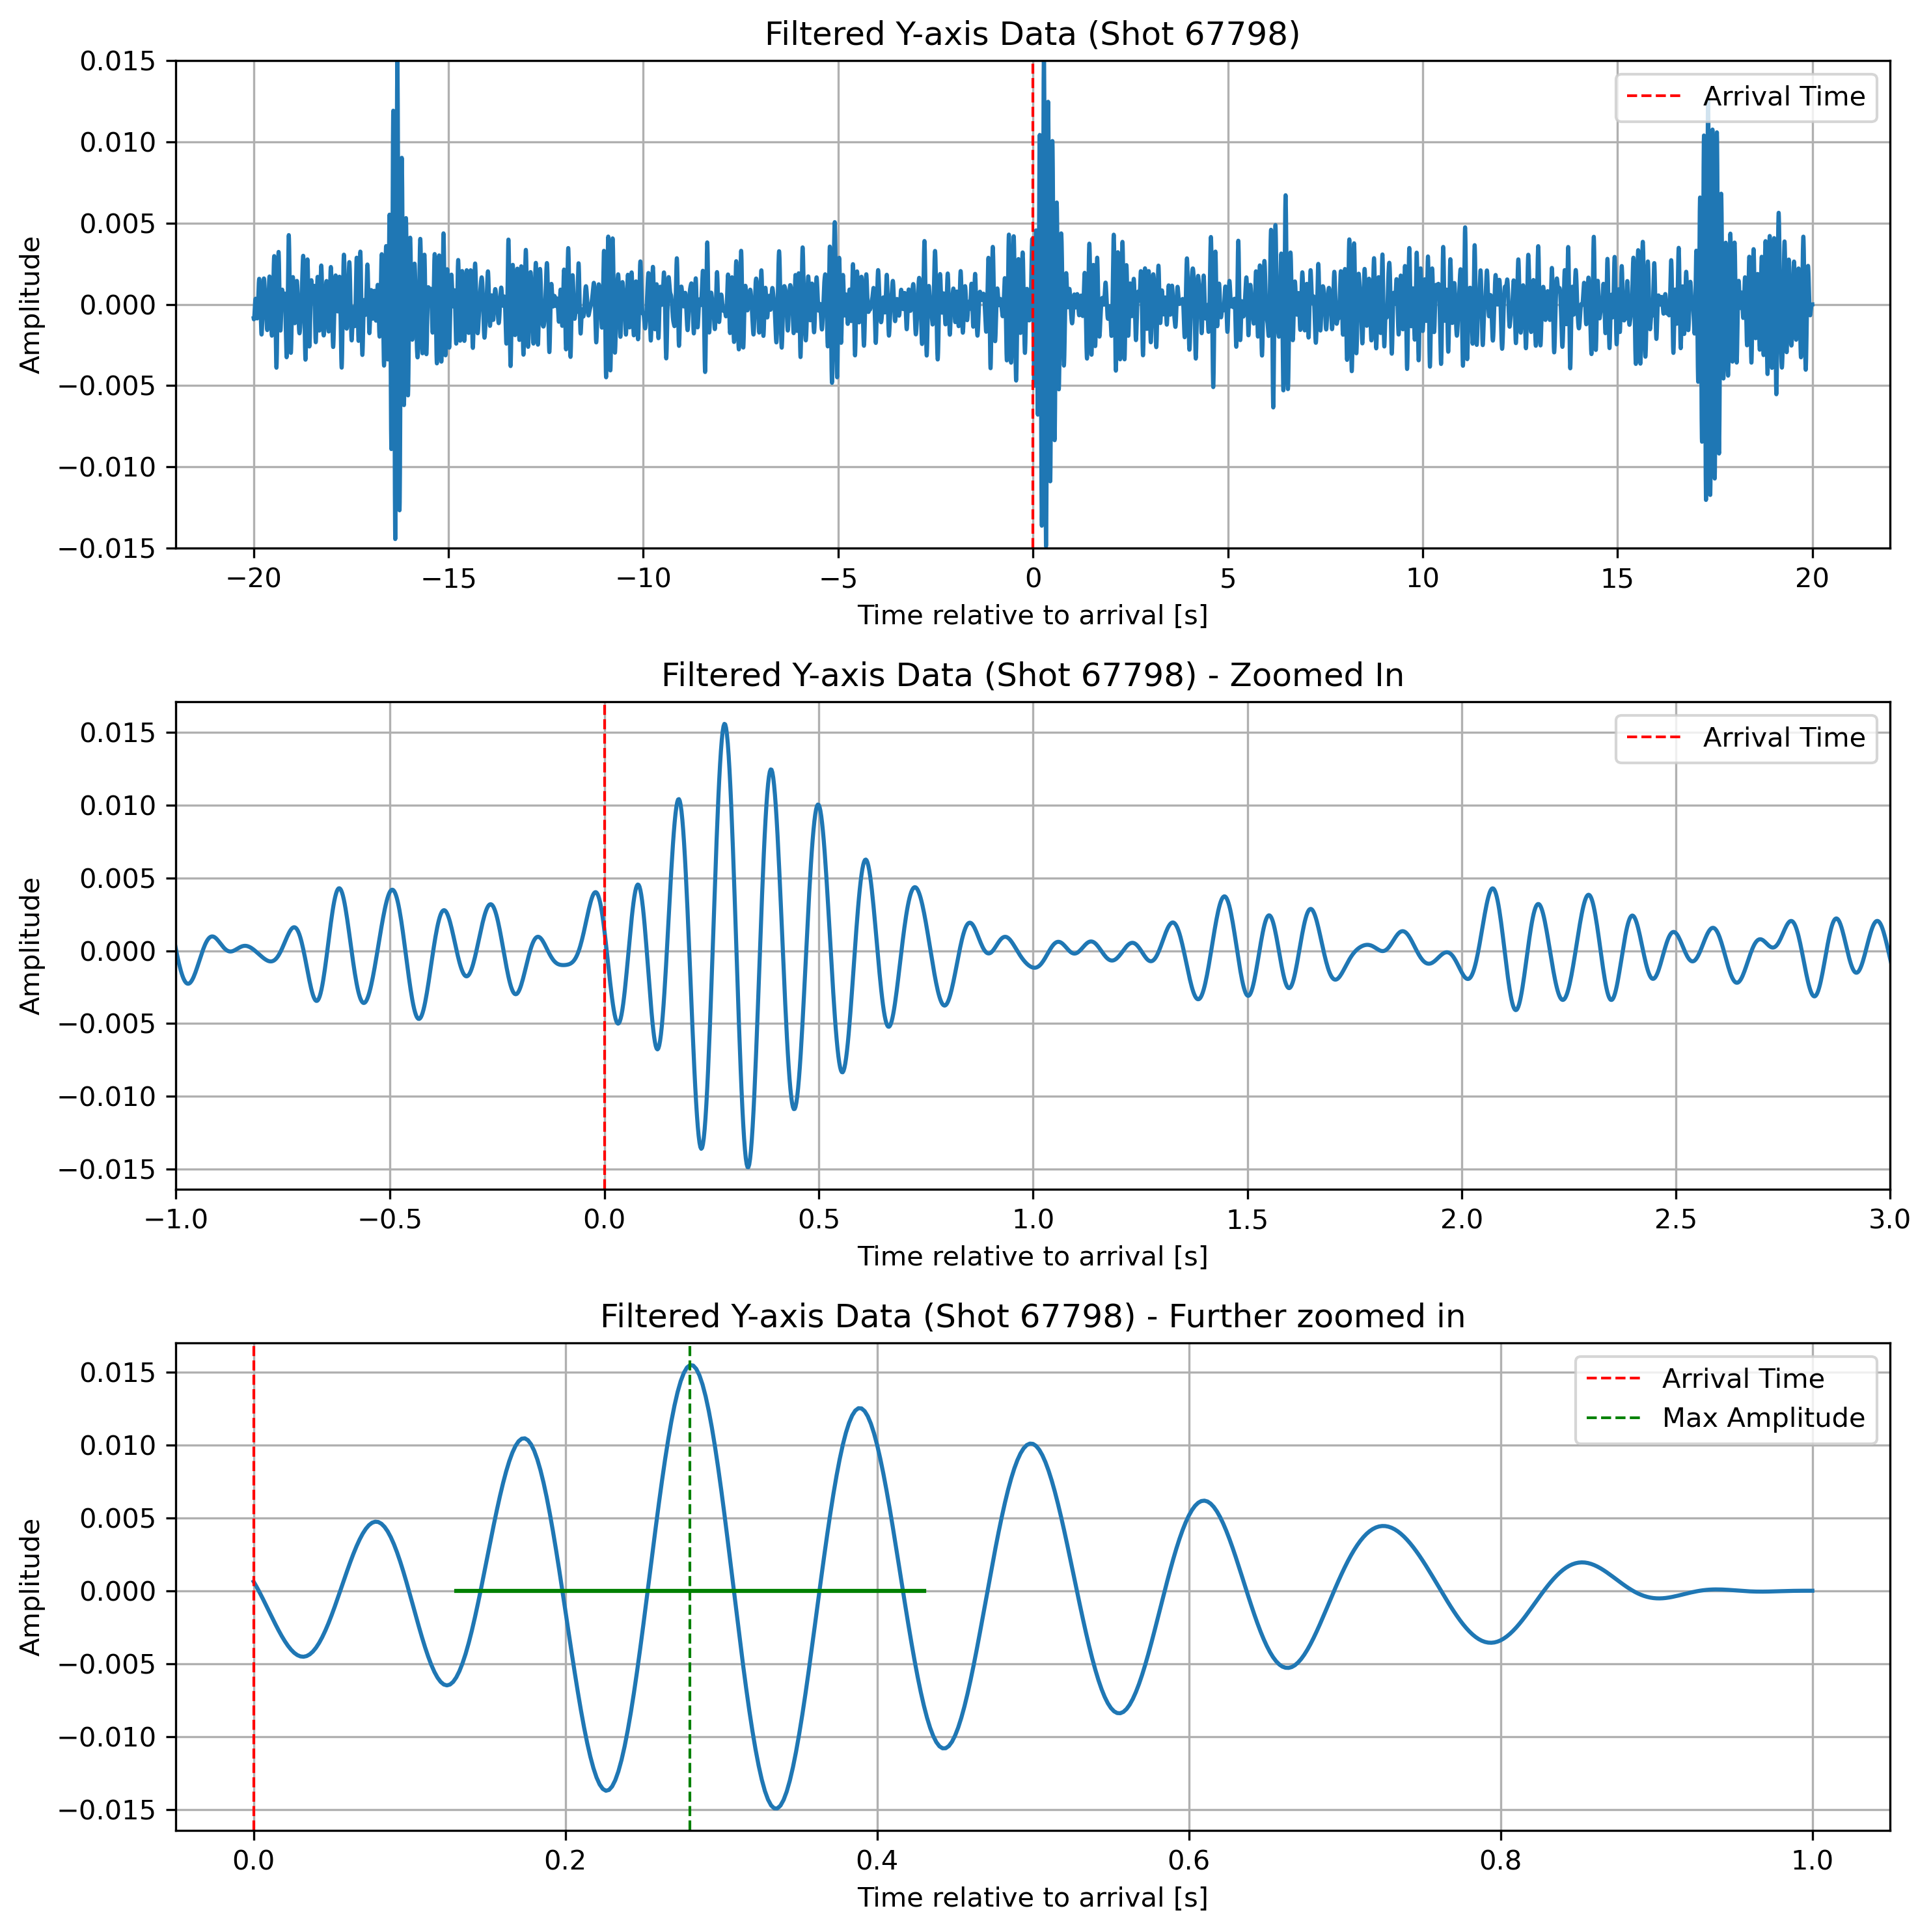 Filtered Y-axis Data (Shot 67798)
0.015
0.010
0.005
0.000
−0.005
−0.010
−0.015
Amplitude
Arrival Time
−20 −15 −10 −5 0 5 10 15 20
Time relative to arrival [s]
Filtered Y-axis Data (Shot 67798) - Zoomed In
0.015
0.010
0.005
0.000
−0.005
−0.010
−0.015
Amplitude
Arrival Time
−1.0 −0.5 0.0 0.5 1.0 1.5 2.0 2.5 3.0
Time relative to arrival [s]
Filtered Y-axis Data (Shot 67798) - Further zoomed in
0.015
0.010
0.005
0.000
−0.005
−0.010
−0.015
Amplitude
Arrival Time
Max Amplitude
0.0 0.2 0.4 0.6 0.8 1.0
Time relative to arrival [s]